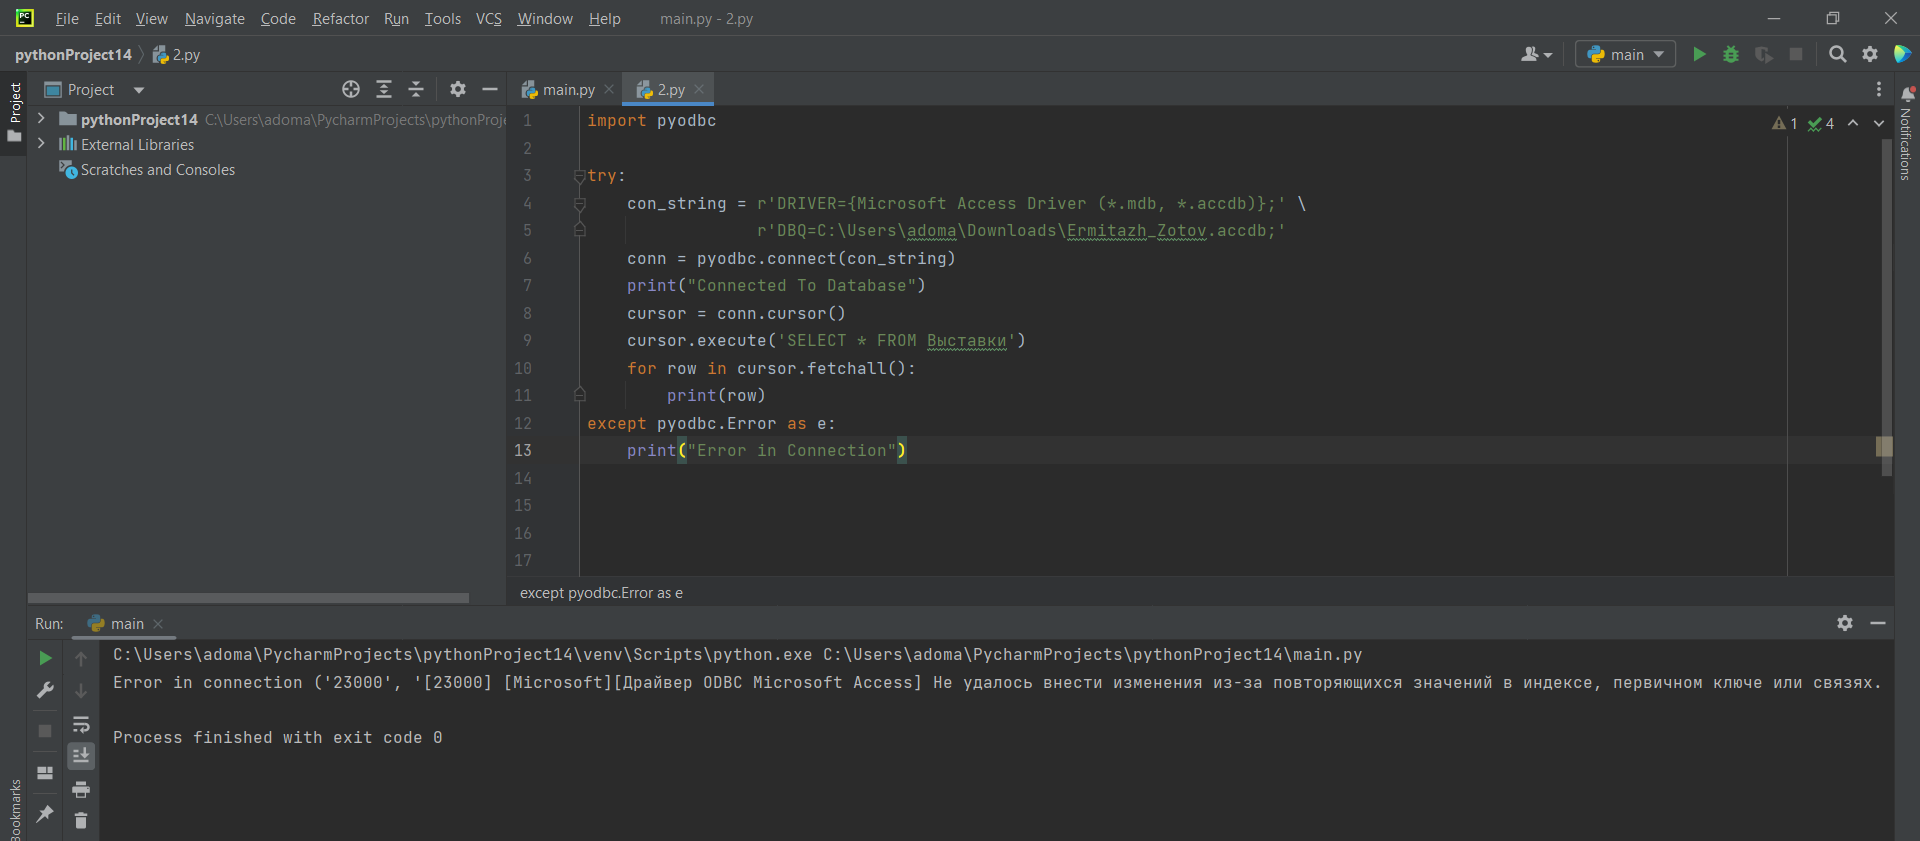 PC
File Edit View Navigate Code Refactor Run Tools VCS Window Help main.py - 2.py
pythonProject14 2.py
main
Project
Project
pythonProject14 C:\Users\adoma\PycharmProjects\pythonProje
External Libraries
Scratches and Consoles
main.py
2.py
1 4
Notifications
1 import pyodbc
2
3 try:
4 con_string = r'DRIVER={Microsoft Access Driver (*.mdb, *.accdb)};' \
5 r'DBQ=C:\Users\adoma\Downloads\Ermitazh_Zotov.accdb;'
6 conn = pyodbc.connect(con_string)
7 print("Connected To Database")
8 cursor = conn.cursor()
9 cursor.execute('SELECT * FROM Выставки')
10 for row in cursor.fetchall():
11 print(row)
12 except pyodbc.Error as e:
13 print("Error in Connection")
14
15
16
17
except pyodbc.Error as e
Run: main
C:\Users\adoma\PycharmProjects\pythonProject14\venv\Scripts\python.exe C:\Users\adoma\PycharmProjects\pythonProject14\main.py
Error in connection ('23000', '[23000] [Microsoft][Драйвер ODBC Microsoft Access] Не удалось внести изменения из-за повторяющихся значений в индексе, первичном ключе или связях.
Process finished with exit code 0
Bookmarks